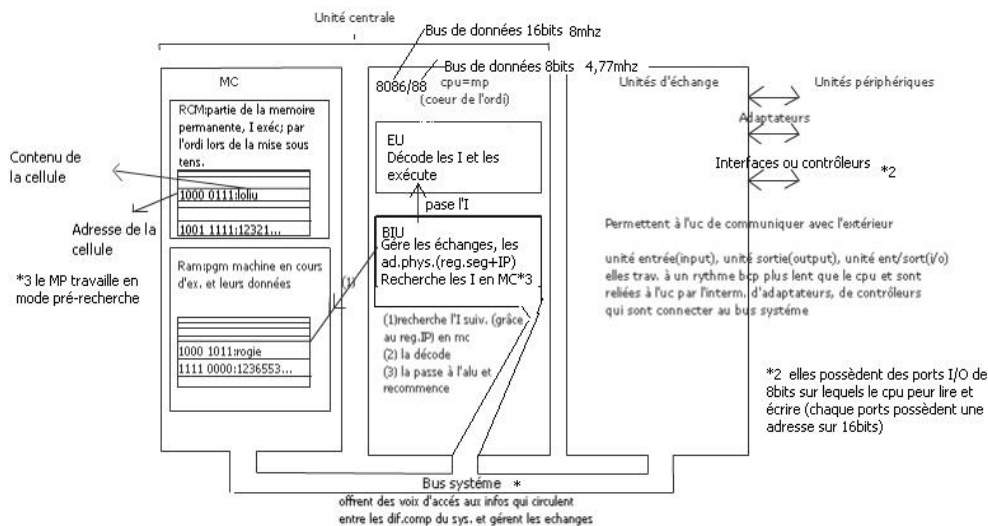 Unité centrale
Bus de données 16bits 8mhz
Bus de données 8bits 4,77mhz
MC
8086/88
cpu=mp
(coeur de l'ordi)
Unités d'échange
Unités périphériques
Adaptateurs
Interfaces ou contrôleurs *2
RCM:partie de la memoire
permanente, I exéc; par
l'ordi lors de la mise sous
tens.
1000 0111:loliu
1001 1111:12321...
Contenu de
la cellule
Adresse de la
cellule
*3 le MP travaille en
mode pré-recherche
Ram:pgm machine en cours
d'ex. et leurs données
1000 1011:rogie
1111 0000:1236553...
(1)
EU
Décode les I et les
exécute
pase l'I
BIU
Gère les échanges, les
ad.phys.(reg.seg+IP)
Recherche les I en MC*3
(1)recherche l'I suiv. (grâce
au reg.IP) en mc
(2) la décode
(3) la passe à l'alu et
recommence
Permettent à l'uc de communiquer avec l'extérieur
unité entrée(input), unité sortie(output), unité ent/sort(i/o)
elles trav. à un rythme bcp plus lent que le cpu et sont
reliées à l'uc par l'interm. d'adaptateurs, de contrôleurs
qui sont connecter au bus systéme
*2 elles possèdent des ports I/O de
8bits sur lequels le cpu peur lire et
écrire (chaque ports possèdent une
adresse sur 16bits)
Bus systéme *
offrent des voix d'accés aux infos qui circulent
entre les dif.comp du sys. et gérent les echanges